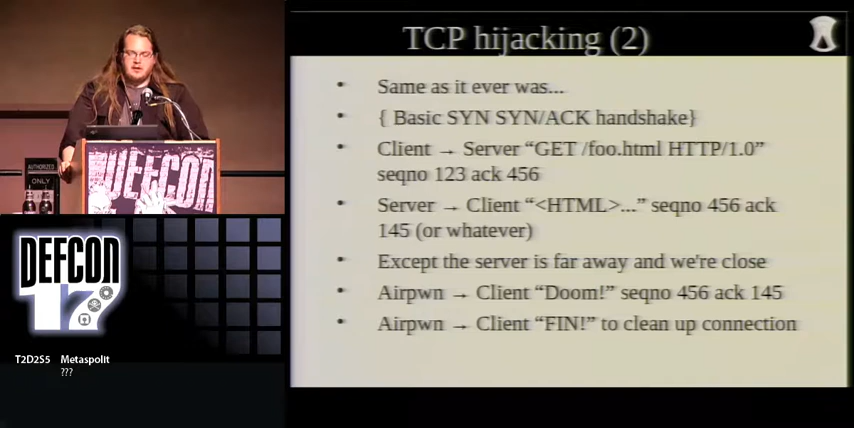 TCP hijacking (2)
• Same as it ever was...
• { Basic SYN SYN/ACK handshake}
• Client → Server “GET /foo.html HTTP/1.0”
seqno 123 ack 456
• Server → Client “<HTML>...” seqno 456 ack
145 (or whatever)
• Except the server is far away and we're close
• Airpwn → Client “Doom!” seqno 456 ack 145
• Airpwn → Client “FIN!” to clean up connection
AUTHORIZED
ONLY
DEFCON
DEFCON
17
T2D2S5 Metasploit
???